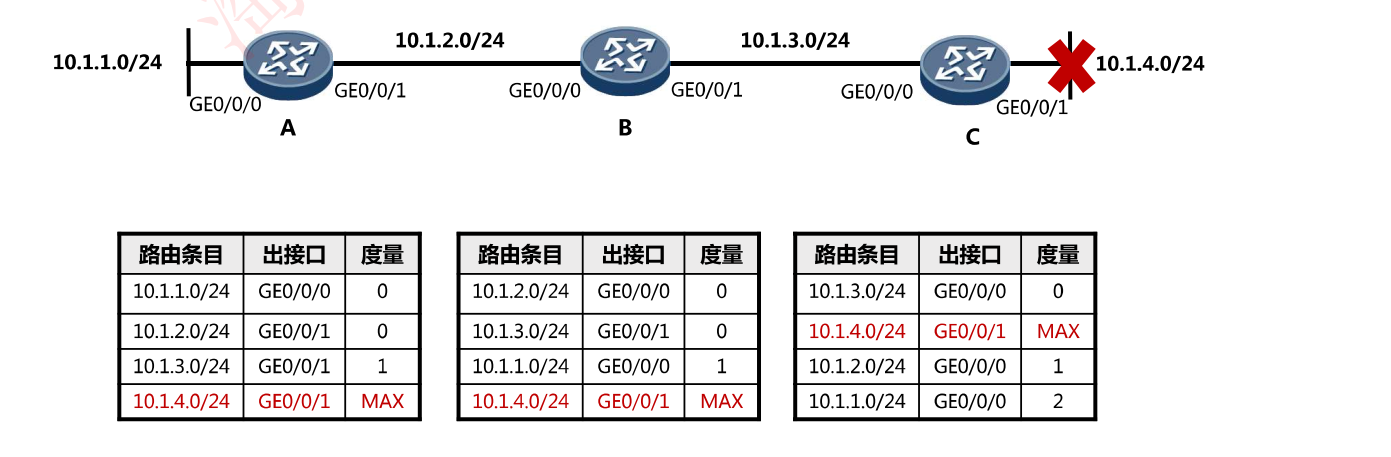 10.1.1.0/24
10.1.2.0/24
10.1.3.0/24
10.1.4.0/24
GE0/0/0
GE0/0/1
GE0/0/0
GE0/0/1
GE0/0/0
GE0/0/1
A
B
C
路由条目 出接口 度量
10.1.1.0/24 GE0/0/0 0
10.1.2.0/24 GE0/0/1 0
10.1.3.0/24 GE0/0/1 1
10.1.4.0/24 GE0/0/1 MAX
路由条目 出接口 度量
10.1.2.0/24 GE0/0/0 0
10.1.3.0/24 GE0/0/1 0
10.1.1.0/24 GE0/0/0 1
10.1.4.0/24 GE0/0/1 MAX
路由条目 出接口 度量
10.1.3.0/24 GE0/0/0 0
10.1.4.0/24 GE0/0/1 MAX
10.1.2.0/24 GE0/0/0 1
10.1.1.0/24 GE0/0/0 2